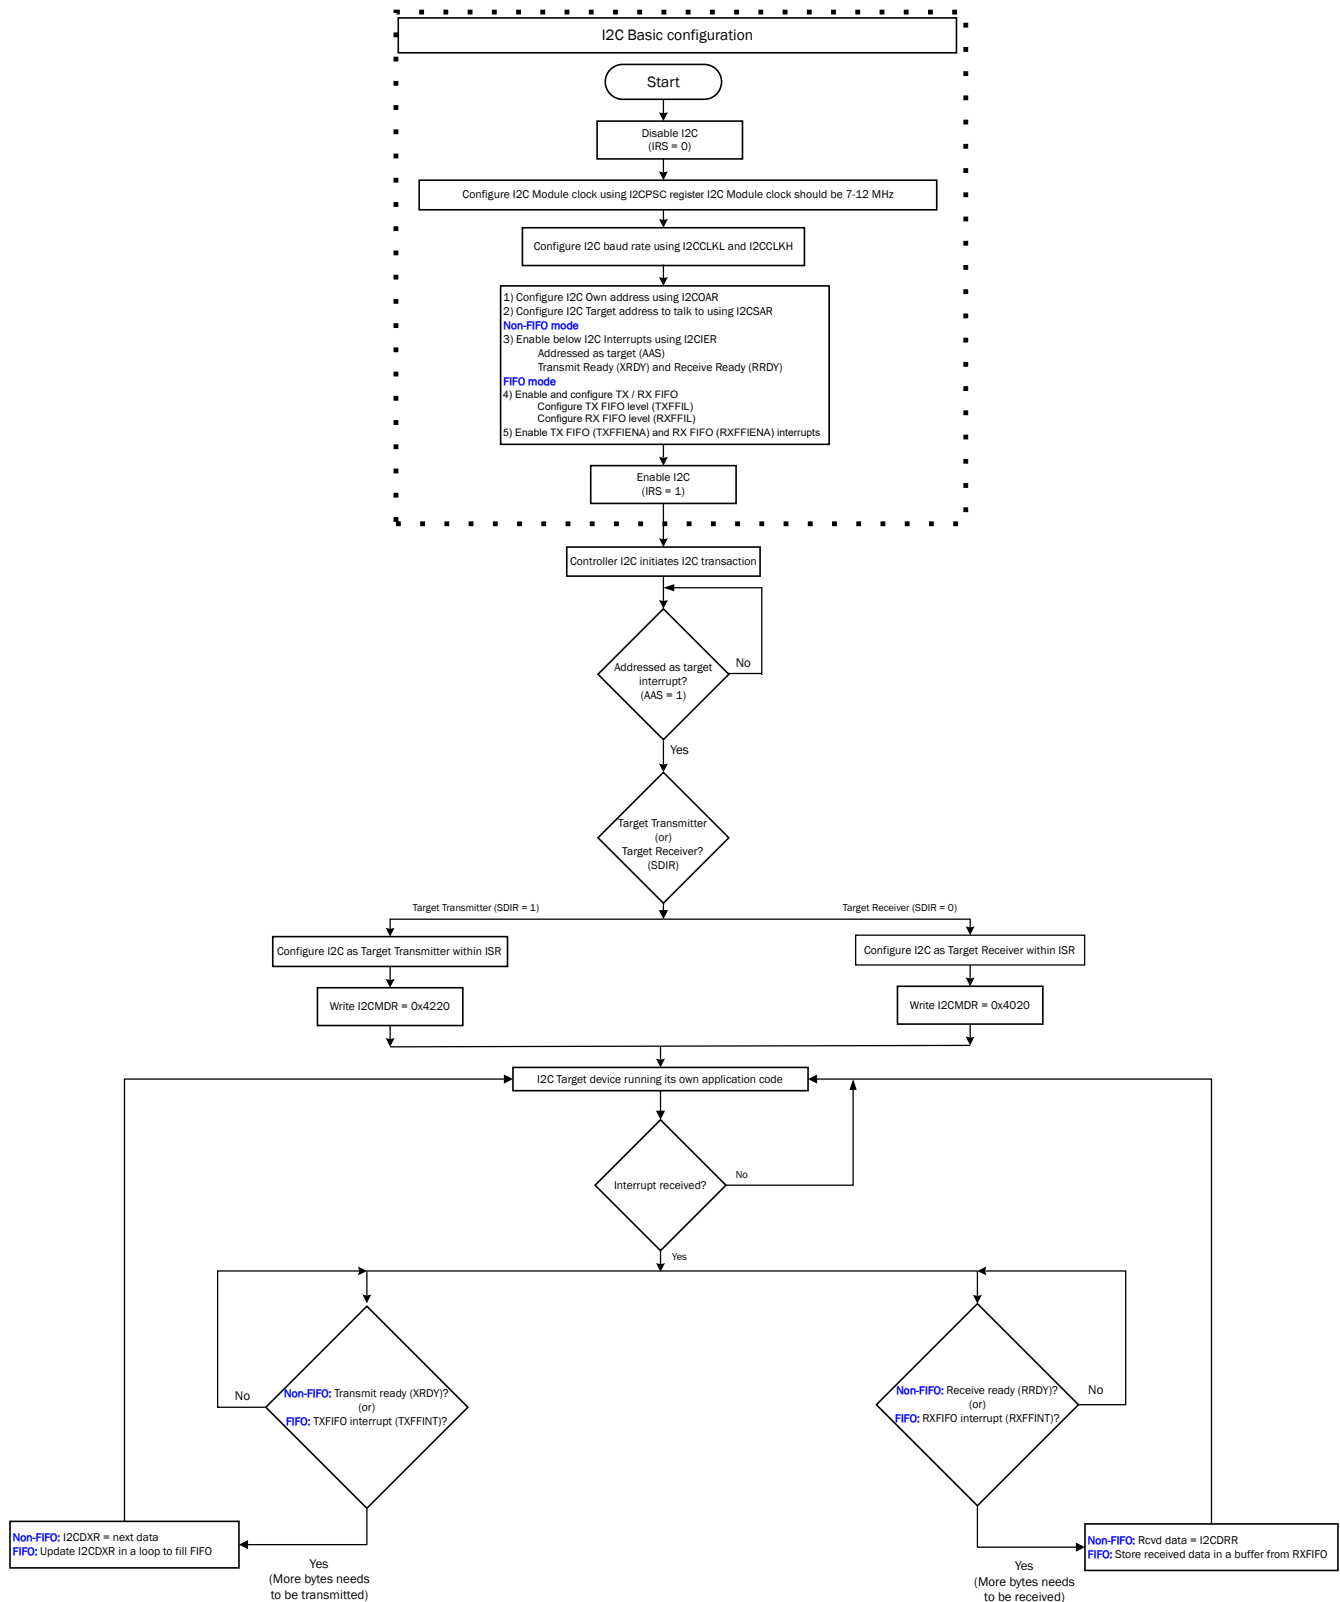 I2C Basic configuration
Start
Disable I2C
(IRS = 0)
Configure I2C Module clock using I2CPSC register I2C Module clock should be 7-12 MHz
Configure I2C baud rate using I2CCLKL and I2CCLKH
1) Configure I2C Own address using I2COAR
2) Configure I2C Target address to talk to using I2CSAR
Non-FIFO mode
3) Enable below I2C Interrupts using I2CIER
Addressed as target (AAS)
Transmit Ready (XRDY) and Receive Ready (RRDY)
FIFO mode
4) Enable and configure TX / RX FIFO
Configure TX FIFO level (TXFFIL)
Configure RX FIFO level (RXFFIL)
5) Enable TX FIFO (TXFFIENA) and RX FIFO (RXFFIENA) interrupts
Enable I2C
(IRS = 1)
Controller I2C initiates I2C transaction
Addressed as target
interrupt?
(AAS = 1)
No
Yes
Target Transmitter
(or)
Target Receiver?
(SDIR)
Target Transmitter (SDIR = 1)
Target Receiver (SDIR = 0)
Configure I2C as Target Transmitter within ISR
Configure I2C as Target Receiver within ISR
Write I2CMDR = 0x4220
Write I2CMDR = 0x4020
I2C Target device running its own application code
Interrupt received?
No
Yes
Non-FIFO: Transmit ready (XRDY)?
(or)
FIFO: TXFIFO interrupt (TXFFINT)?
No
Non-FIFO: Receive ready (RRDY)?
(or)
FIFO: RXFIFO interrupt (RXFFINT)?
No
Non-FIFO: I2CDXR = next data
FIFO: Update I2CDXR in a loop to fill FIFO
Yes
(More bytes needs
to be transmitted)
Non-FIFO: Rcvd data = I2CDRR
FIFO: Store received data in a buffer from RXFIFO
Yes
(More bytes needs
to be received)